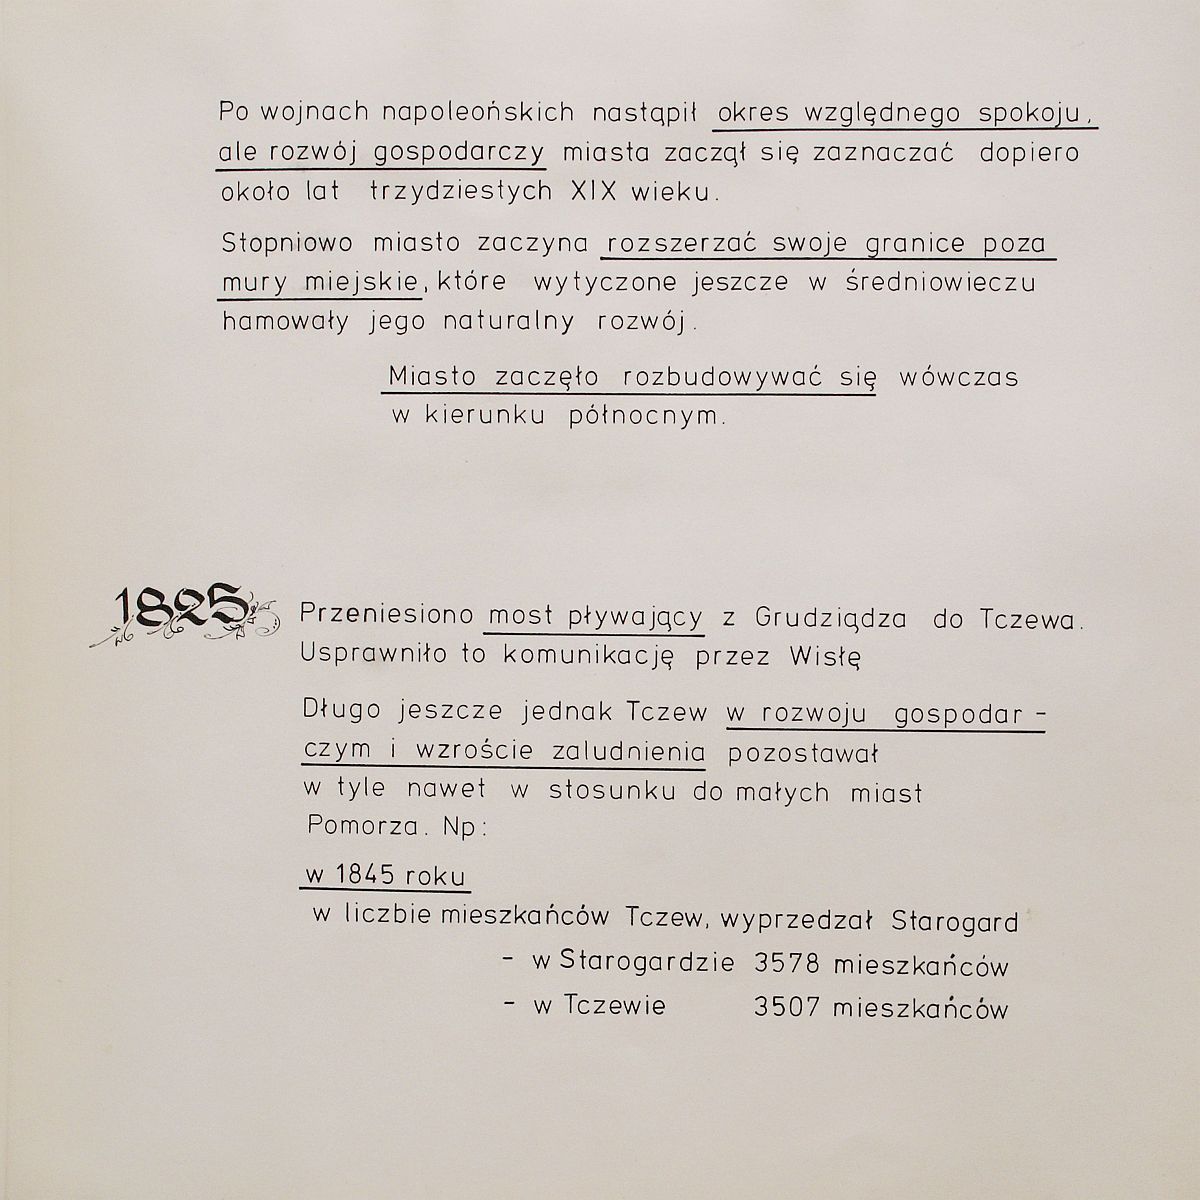 Po wojnach napoleońskich nastąpił okres względnego spokoju,
ale rozwój gospodarczy miasta zaczął się zaznaczać dopiero
około lat trzydziestych XIX wieku.
Stopniowo miasto zaczyna rozszerzać swoje granice poza
mury miejskie, które wytyczone jeszcze w średniowieczu
hamowały jego naturalny rozwój.
Miasto zaczęło rozbudowywać się wówczas
w kierunku północnym.
1825 Przeniesiono most pływający z Grudziądza do Tczewa.
Usprawniło to komunikację przez Wisłę
Długo jeszcze jednak Tczew w rozwoju gospodar-
czym i wzroście zaludnienia pozostawał
w tyle nawet w stosunku do małych miast
Pomorza. Np:
w 1845 roku
w liczbie mieszkańców Tczew, wyprzedzał Starogard
- w Starogardzie 3578 mieszkańców
- w Tczewie 3507 mieszkańców